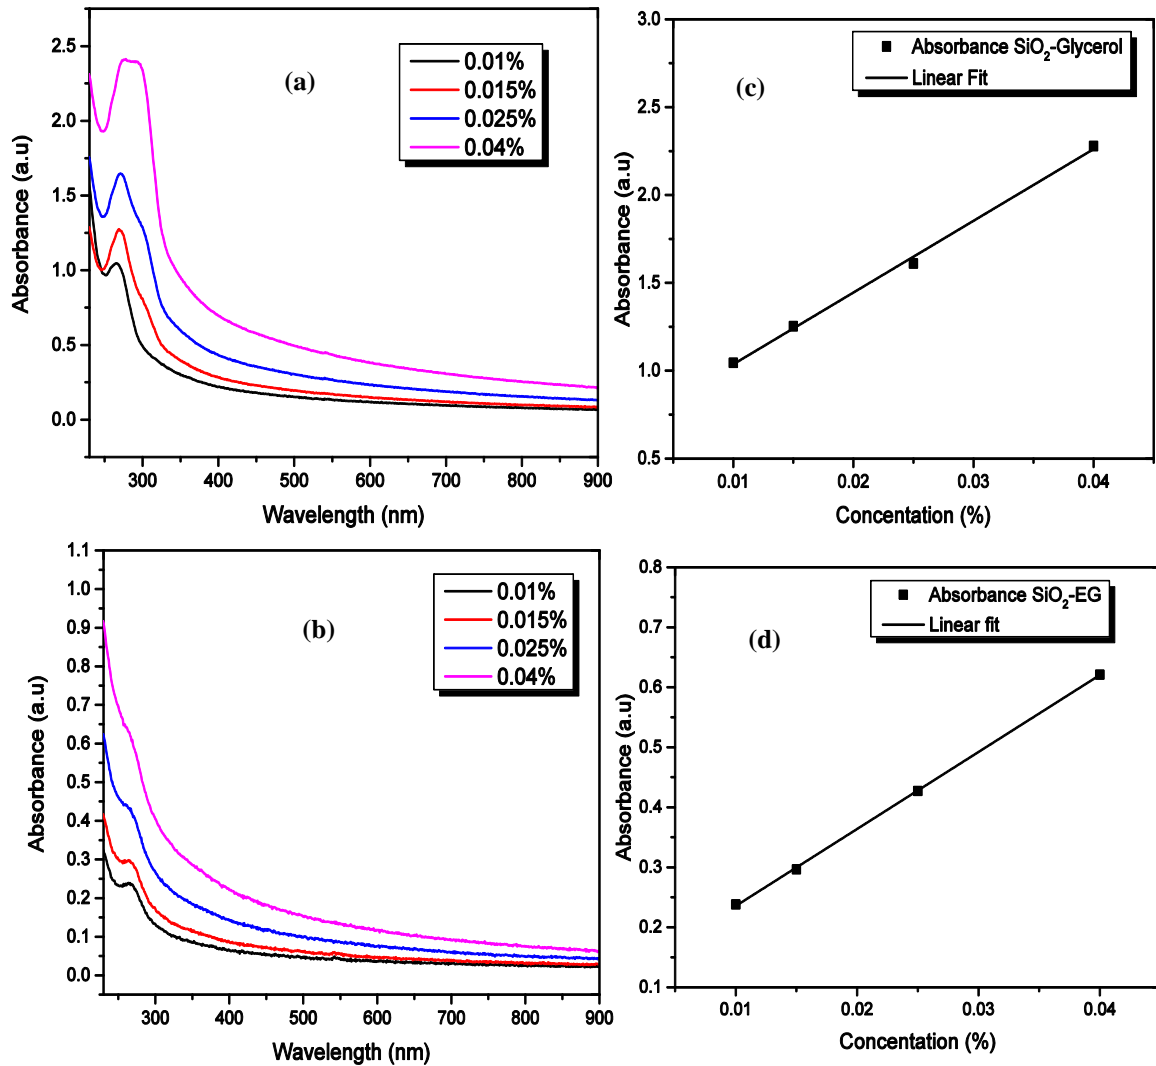 (a)
0.01%
0.015%
0.025%
0.04%
2.5
2.0
1.5
1.0
0.5
0.0
Absorbance (a.u)
300 400 500 600 700 800 900
Wavelength (nm)
(c)
Absorbance SiO₂-Glycerol
Linear Fit
3.0
2.5
2.0
1.5
1.0
0.5
Absorbance (a.u)
0.01 0.02 0.03 0.04
Concentation (%)
(b)
0.01%
0.015%
0.025%
0.04%
1.1
1.0
0.9
0.8
0.7
0.6
0.5
0.4
0.3
0.2
0.1
0.0
Absorbance (a.u)
300 400 500 600 700 800 900
Wavelength (nm)
(d)
Absorbance SiO₂-EG
Linear fit
0.8
0.7
0.6
0.5
0.4
0.3
0.2
0.1
Absorbance (a.u)
0.01 0.02 0.03 0.04
Concentation (%)